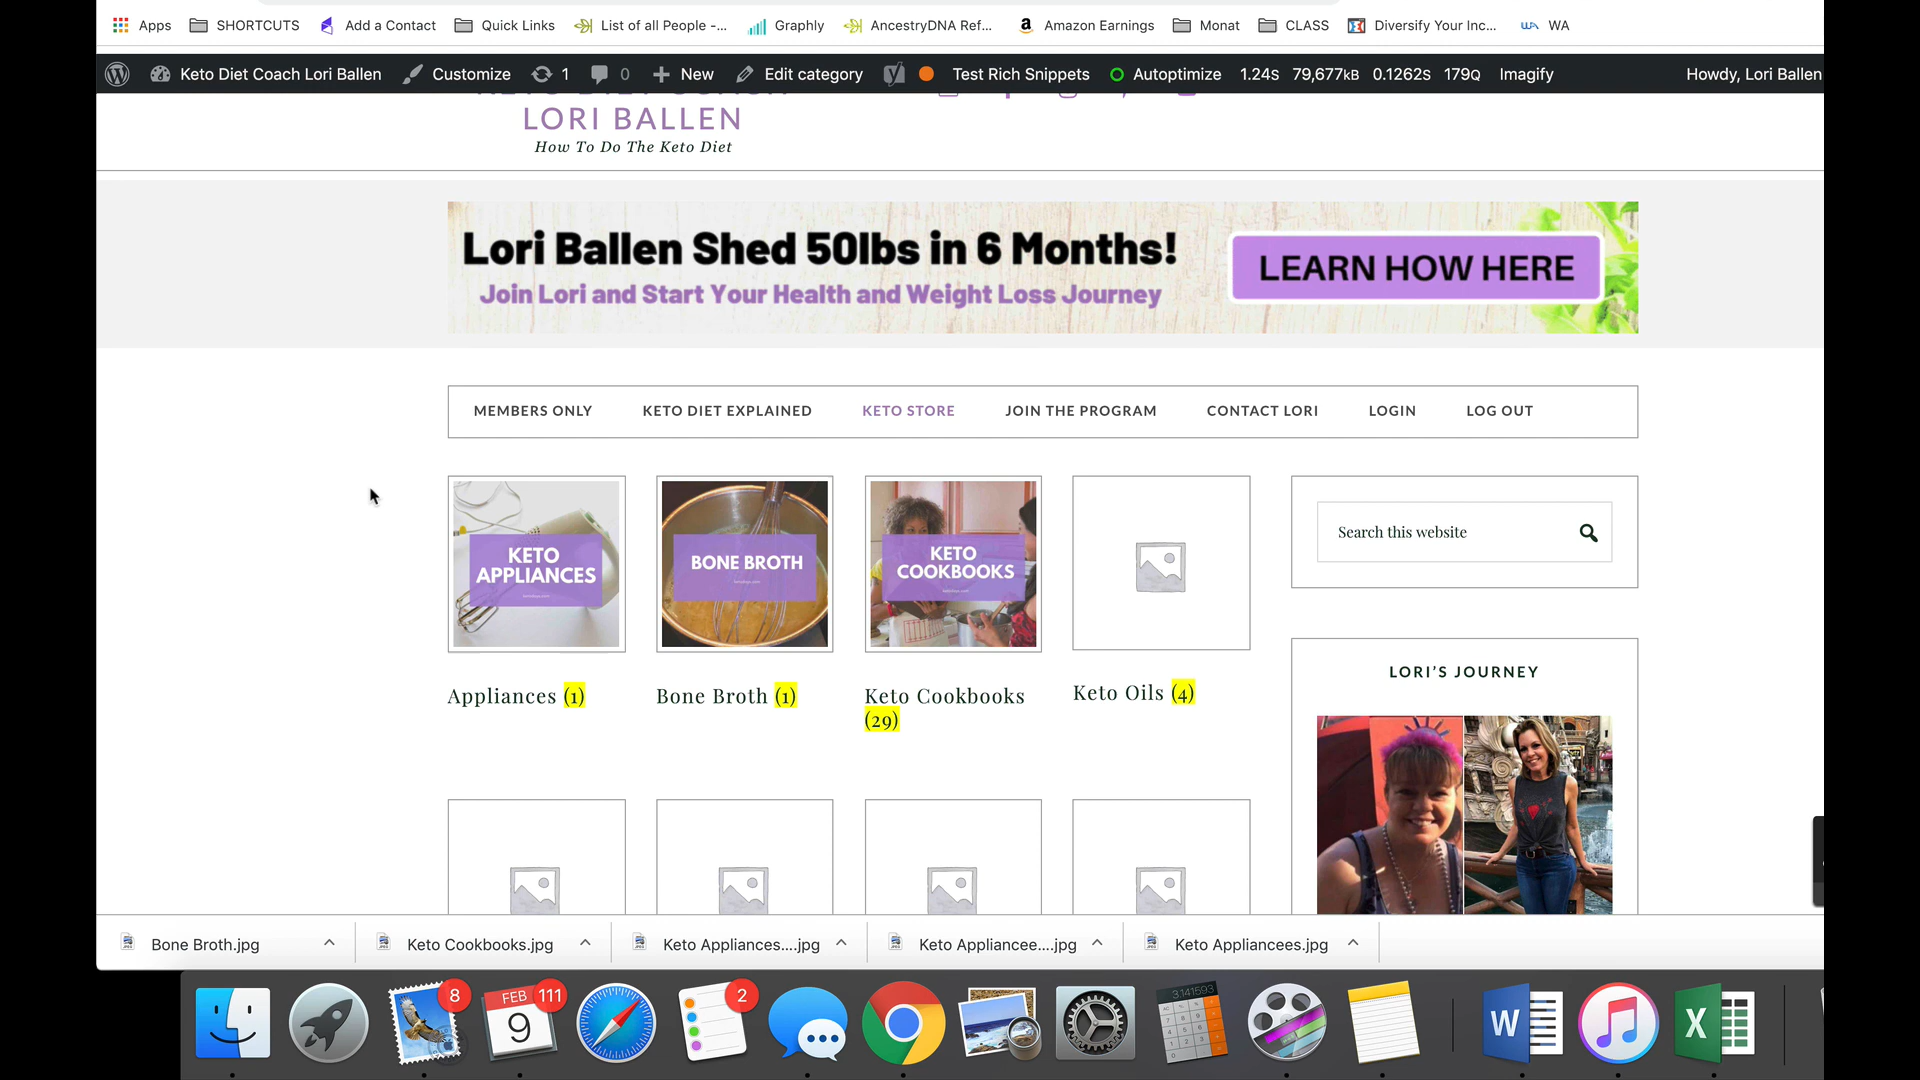 Apps SHORTCUTS Add a Contact Quick Links List of all People -... Graphly AncestryDNA Ref... Amazon Earnings Monat CLASS Diversify Your Inc... WA
Keto Diet Coach Lori Ballen Customize 1 0 New Edit category Test Rich Snippets Autoptimize 1.24S 79,677KB 0.1262S 179Q Imagify Howdy, Lori Ballen
LORI BALLEN
How To Do The Keto Diet
Lori Ballen Shed 50lbs in 6 Months!
Join Lori and Start Your Health and Weight Loss Journey
LEARN HOW HERE
MEMBERS ONLY KETO DIET EXPLAINED KETO STORE JOIN THE PROGRAM CONTACT LORI LOGIN LOG OUT
KETO
APPLIANCES
BONE BROTH
KETO
COOKBOOKS
Search this website
Appliances (1)
Bone Broth (1)
Keto Cookbooks
(29)
Keto Oils (4)
LORI'S JOURNEY
Bone Broth.jpg Keto Cookbooks.jpg Keto Appliances....jpg Keto Appliancee....jpg Keto Appliancees.jpg
8
FEB 111
9
2
3.141593
W
X